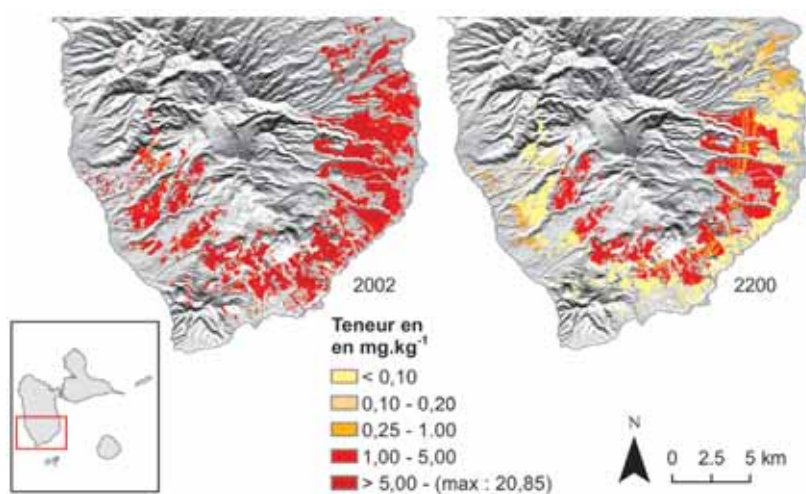 2002
2200
Teneur en
en mg.kg-1
< 0,10
0,10 - 0,20
0,25 - 1.00
1,00 - 5,00
> 5,00 - (max : 20,85)
N
0 2.5 5 km